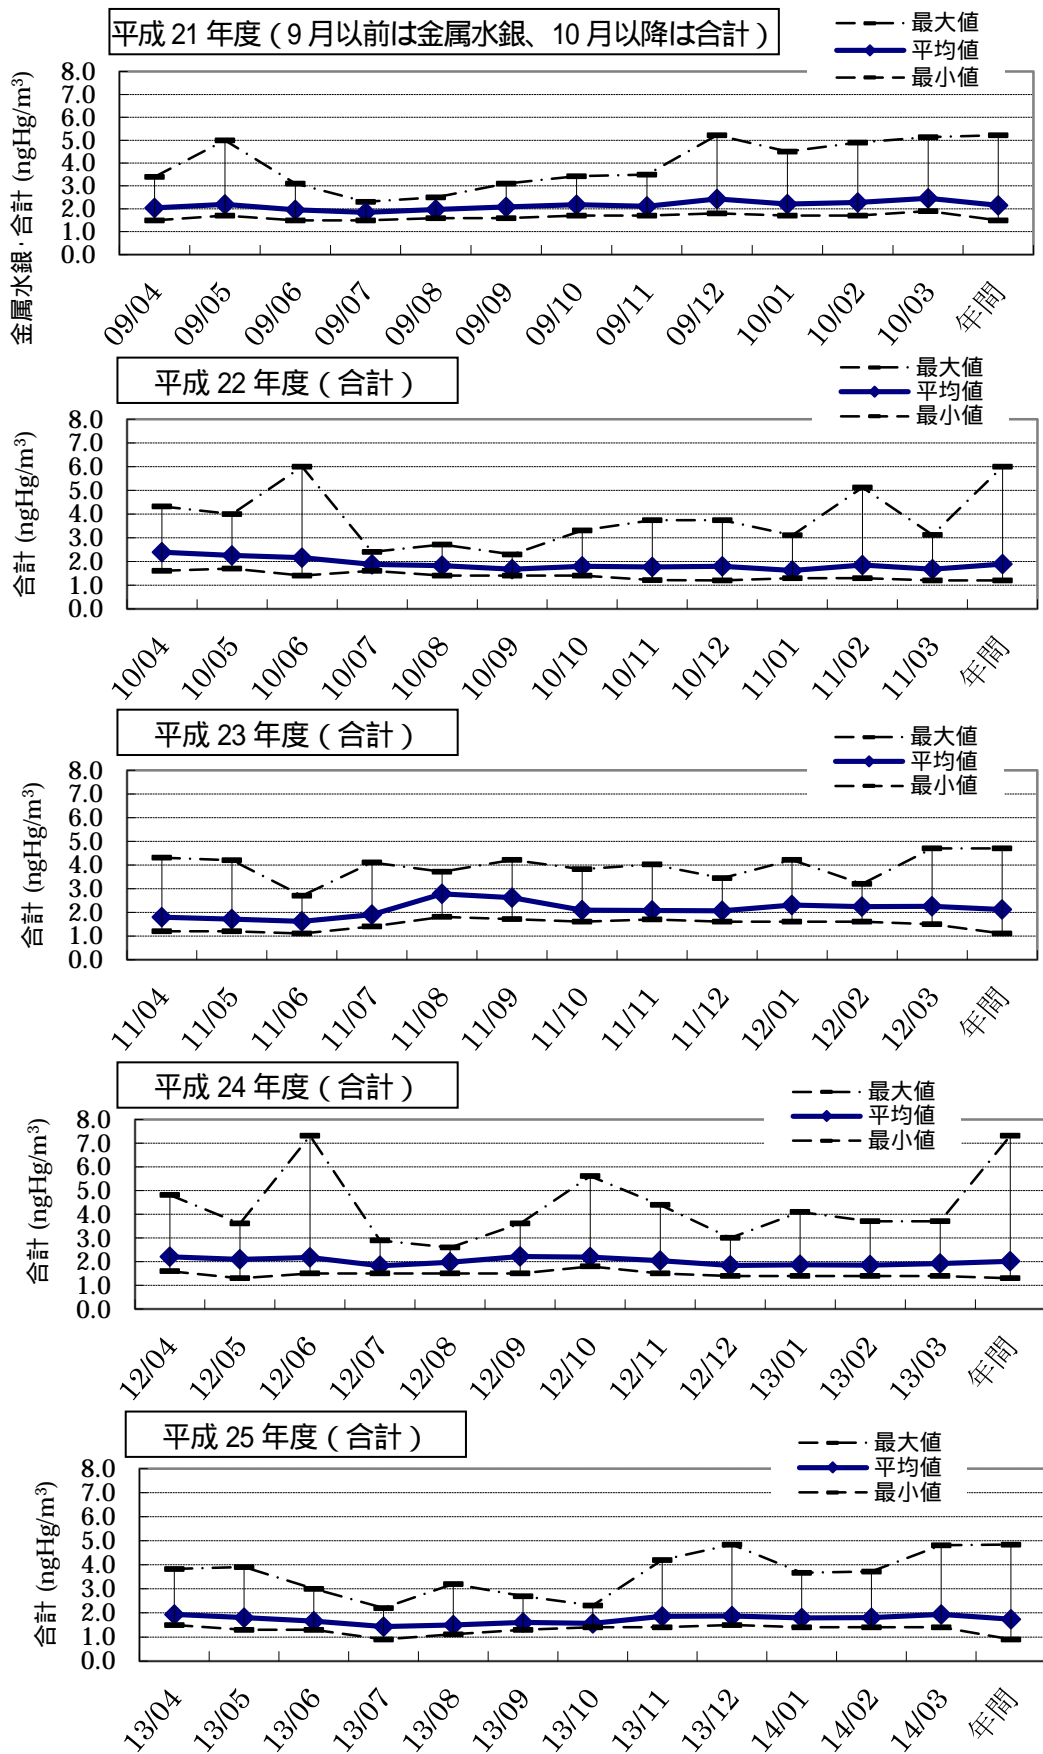 平成 21 年度（9 月以前は金属水銀、10 月以降は合計）
最大値
平均値
最小値
金属水銀・合計 (ngHg/m³)
8.0
7.0
6.0
5.0
4.0
3.0
2.0
1.0
0.0
09/04 09/05 09/06 09/07 09/08 09/09 09/10 09/11 09/12 10/01 10/02 10/03 年間
平成 22 年度（合計）
最大値
平均値
最小値
合計 (ngHg/m³)
8.0
7.0
6.0
5.0
4.0
3.0
2.0
1.0
0.0
10/04 10/05 10/06 10/07 10/08 10/09 10/10 10/11 10/12 11/01 11/02 11/03 年間
平成 23 年度（合計）
最大値
平均値
最小値
合計 (ngHg/m³)
8.0
7.0
6.0
5.0
4.0
3.0
2.0
1.0
0.0
11/04 11/05 11/06 11/07 11/08 11/09 11/10 11/11 11/12 12/01 12/02 12/03 年間
平成 24 年度（合計）
最大値
平均値
最小値
合計 (ngHg/m³)
8.0
7.0
6.0
5.0
4.0
3.0
2.0
1.0
0.0
12/04 12/05 12/06 12/07 12/08 12/09 12/10 12/11 12/12 13/01 13/02 13/03 年間
平成 25 年度（合計）
最大値
平均値
最小値
合計 (ngHg/m³)
8.0
7.0
6.0
5.0
4.0
3.0
2.0
1.0
0.0
13/04 13/05 13/06 13/07 13/08 13/09 13/10 13/11 13/12 14/01 14/02 14/03 年間